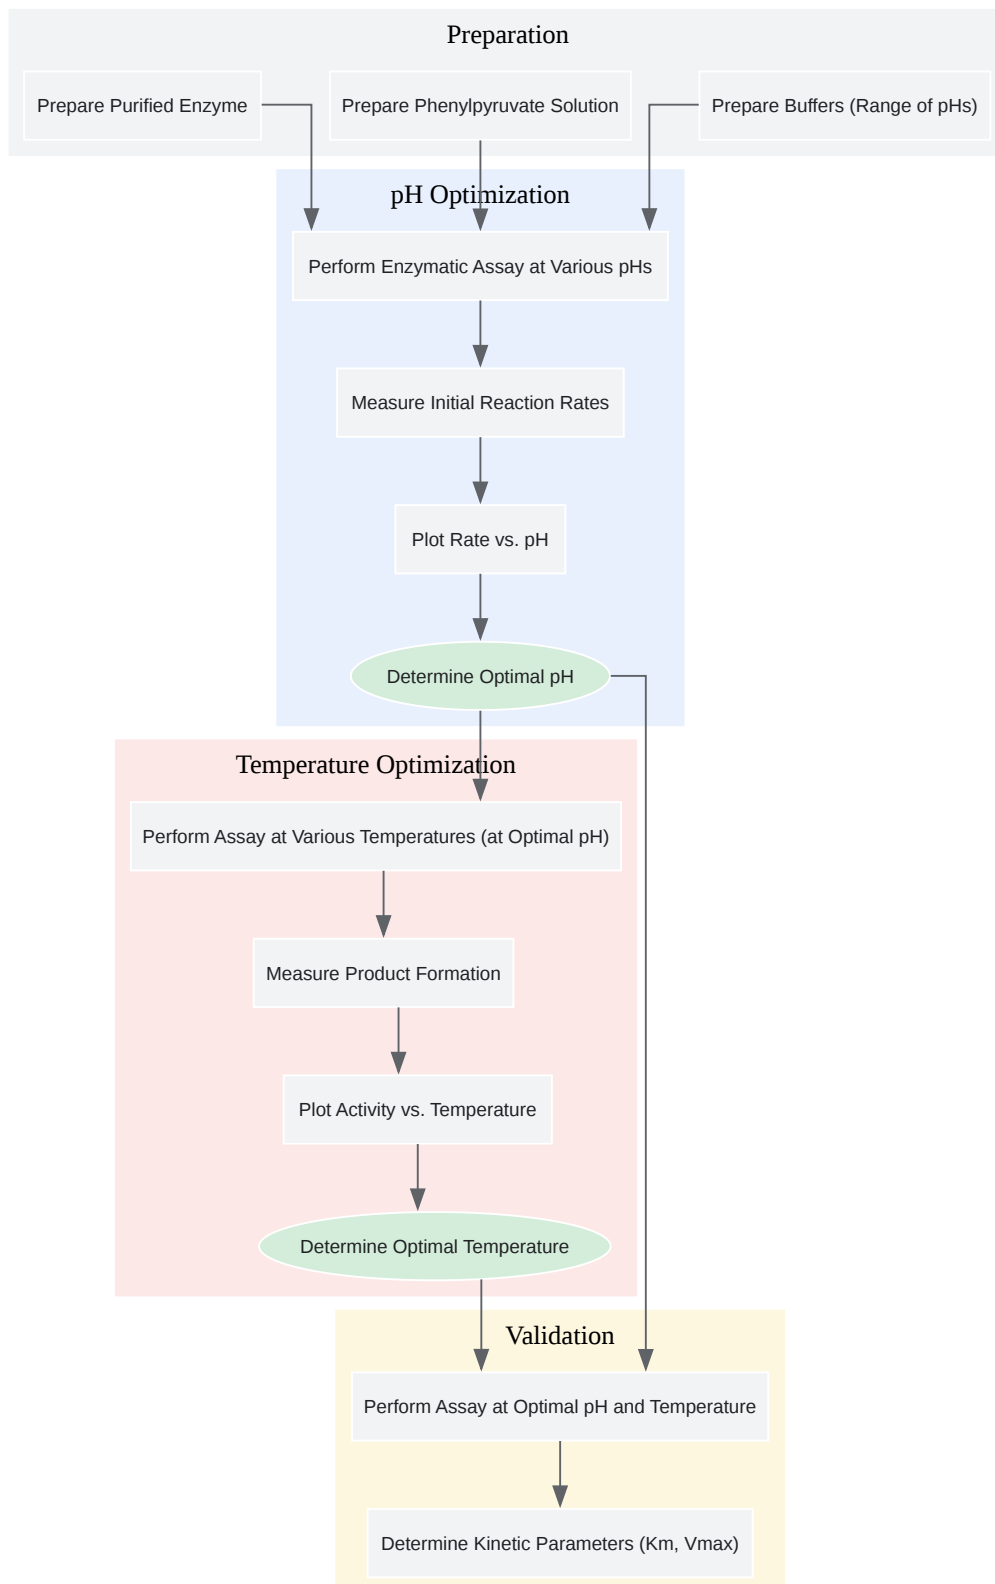 Preparation
Prepare Purified Enzyme
Prepare Phenylpyruvate Solution
Prepare Buffers (Range of pHs)
pH Optimization
Perform Enzymatic Assay at Various pHs
Measure Initial Reaction Rates
Plot Rate vs. pH
Determine Optimal pH
Temperature Optimization
Perform Assay at Various Temperatures (at Optimal pH)
Measure Product Formation
Plot Activity vs. Temperature
Determine Optimal Temperature
Validation
Perform Assay at Optimal pH and Temperature
Determine Kinetic Parameters (Km, Vmax)